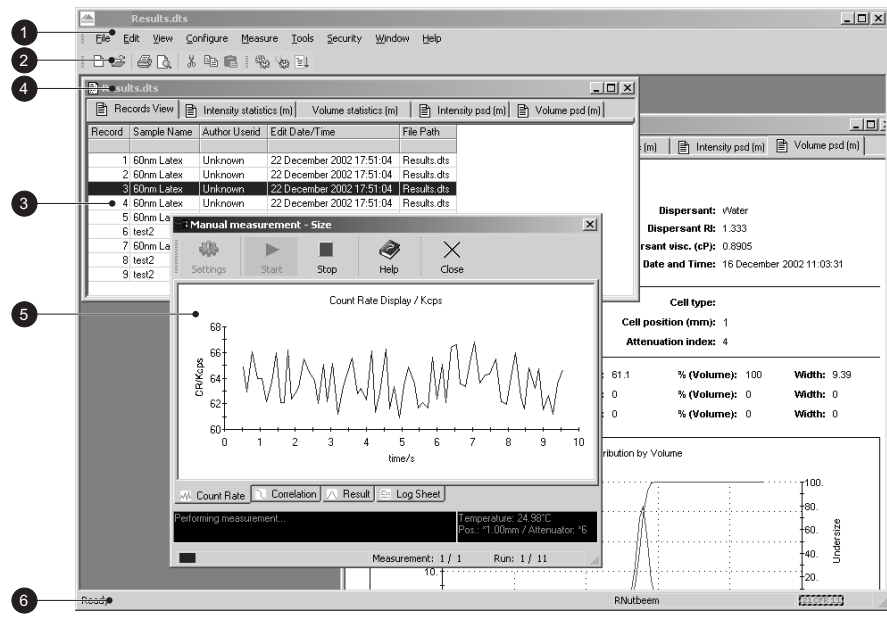 Results.dts
1 File Edit View Configure Measure Tools Security Window Help
2
4 Results.dts
Records View Intensity statistics (m) Volume statistics (m) Intensity psd (m) Volume psd (m)
(m) Intensity psd (m) Volume psd (m)
Record Sample Name Author Userid Edit Date/Time File Path
1 60nm Latex Unknown 22 December 2002 17:51:04 Results.dts
2 60nm Latex Unknown 22 December 2002 17:51:04 Results.dts
3 60nm Latex Unknown 22 December 2002 17:51:04 Results.dts
3 4 60nm Latex Unknown 22 December 2002 17:51:04 Results.dts
5 60nm La
6 test2
7 60nm La
8 test2
9 test2
Dispersant: Water
Dispersant RI: 1.333
rsant visc. (cP): 0.8905
Date and Time: 16 December 2002 11:03:31
Manual measurement - Size
Settings Start Stop Help Close
Cell type:
Cell position (mm): 1
Attenuation index: 4
5
Count Rate Display / Kcps
68
66
64
62
60
CR/Kcps
0 1 2 3 4 5 6 7 8 9 10
time/s
: 61.1 % (Volume): 100 Width: 9.39
: 0 % (Volume): 0 Width: 0
: 0 % (Volume): 0 Width: 0
ribution by Volume
100.
80.
60.
40.
20.
Undersize
Count Rate Correlation Result Log Sheet
Performing measurement...
Temperature: 24.98°C
Pos.: *1.00mm / Attenuator: *6
Measurement: 1 / 1 Run: 1 / 11
10.
6 Ready RNutbeem